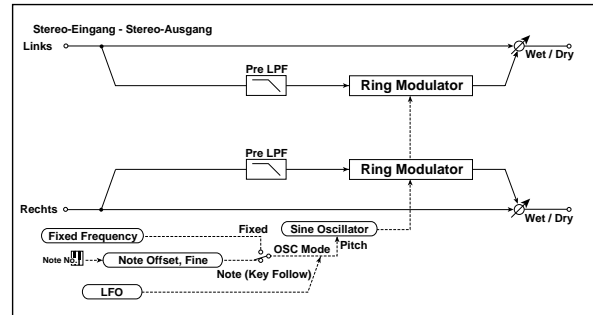 Stereo-Eingang - Stereo-Ausgang
Links
Wet / Dry
Pre LPF
Ring Modulator
Pre LPF
Ring Modulator
Rechts
Wet / Dry
Fixed Frequency
Fixed
Sine Oscillator
OSC Mode
Pitch
Note No.
Note Offset, Fine
Note (Key Follow)
LFO